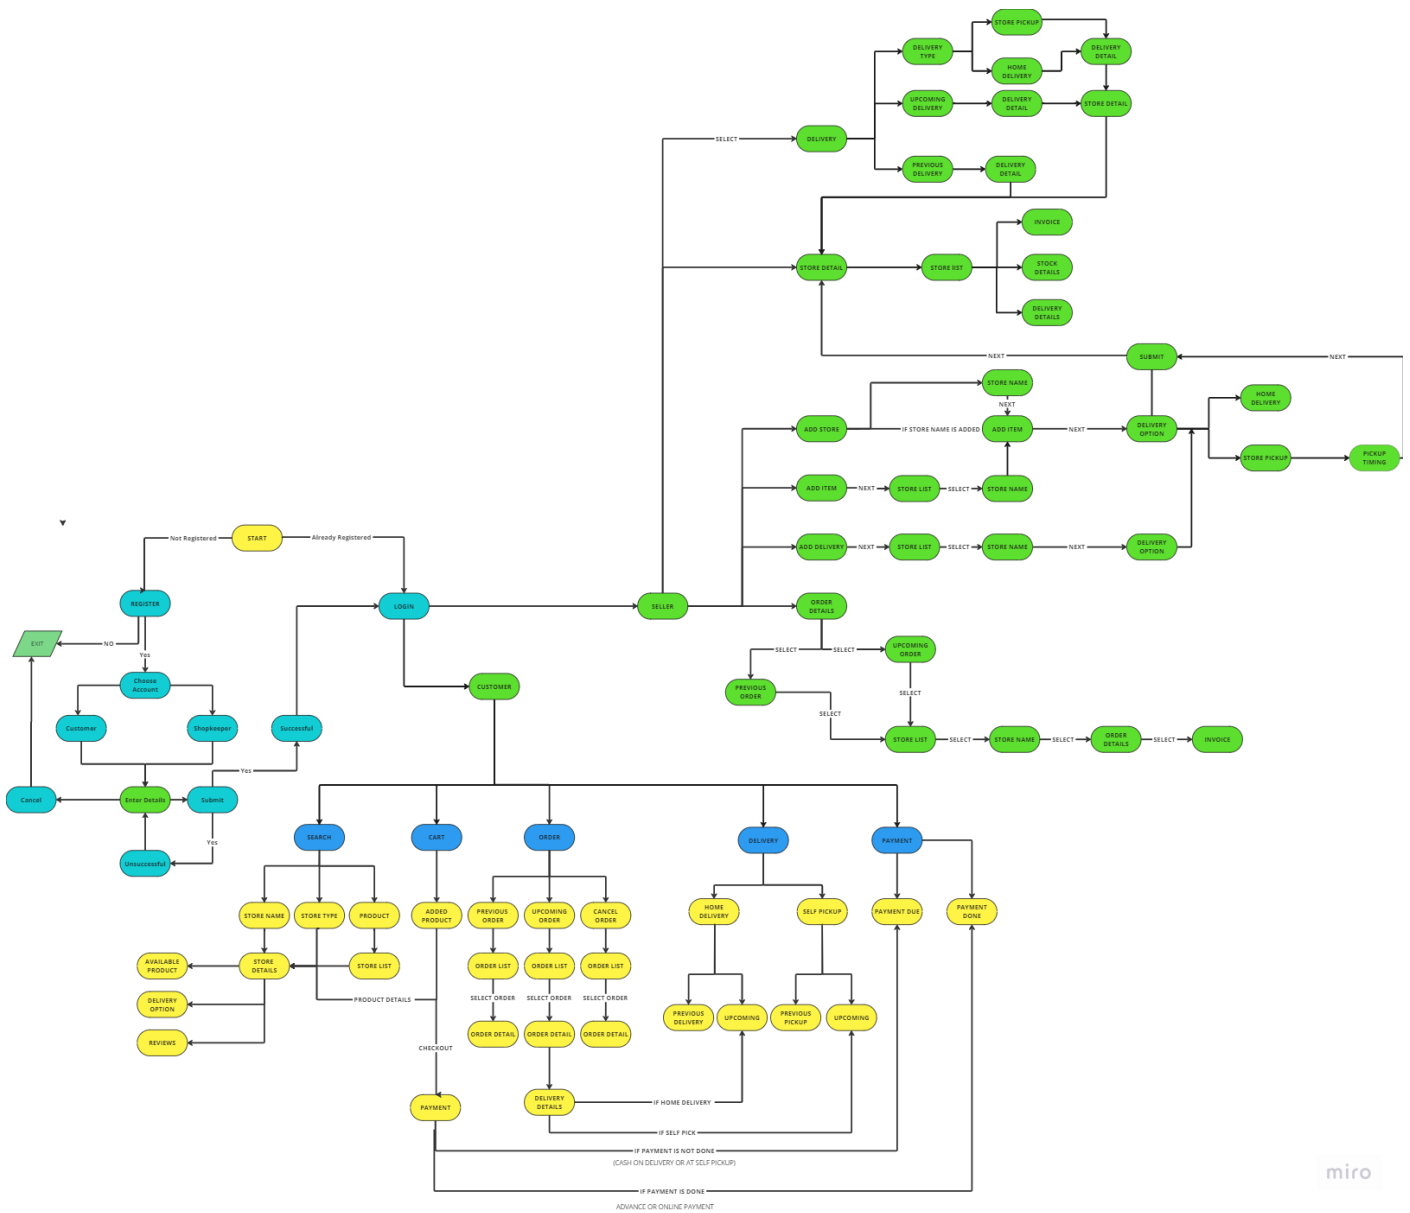 STORE PICKUP
DELIVERY
TYPE
DELIVERY
DETAIL
HOME
DELIVERY
UPCOMING
DELIVERY
DELIVERY
DETAIL
STORE DETAIL
SELECT
DELIVERY
PREVIOUS
DELIVERY
DELIVERY
DETAIL
INVOICE
STORE DETAIL
STORE lIST
STOCK
DETAILS
DELIVERY
DETAILS
NEXT
SUBMIT
NEXT
STORE NAME
NEXT
HOME
DELIVERY
ADD STORE
IF STORE NAME IS ADDED
ADD ITEM
NEXT
DELIVERY
OPTION
STORE PICKUP
PICKUP
TIMING
ADD ITEM
NEXT
STORE LIST
SELECT
STORE NAME
ADD DELIVERY
NEXT
STORE LIST
SELECT
STORE NAME
NEXT
DELIVERY
OPTION
Not Registered
START
Already Registered
REGISTER
LOGIN
SELLER
ORDER
DETAILS
EXIT
NO
Yes
SELECT
SELECT
UPCOMING
ORDER
Choose
Account
CUSTOMER
PREVIOUS
ORDER
SELECT
SELECT
Customer
Shopkeeper
Successful
STORE LIST
SELECT
STORE NAME
SELECT
ORDER
DETAILS
SELECT
INVOICE
Yes
Cancel
Enter Details
Submit
Yes
Unsuccessful
SEARCH
CART
ORDER
DELIVERY
PAYMENT
STORE NAME
STORE TYPE
PRODUCT
ADDED
PRODUCT
PREVIOUS
ORDER
UPCOMING
ORDER
CANCEL
ORDER
HOME
DELIVERY
SELF PICKUP
PAYMENT DUE
PAYMENT
DONE
AVAILABLE
PRODUCT
STORE
DETAILS
STORE LIST
ORDER LIST
ORDER LIST
ORDER LIST
DELIVERY
OPTION
PRODUCT DETAILS
SELECT ORDER
SELECT ORDER
SELECT ORDER
PREVIOUS
DELIVERY
UPCOMING
PREVIOUS
PICKUP
UPCOMING
REVIEWS
CHECKOUT
ORDER DETAIL
ORDER DETAIL
ORDER DETAIL
PAYMENT
DELIVERY
DETAILS
IF HOME DELIVERY
IF SELF PICK
IF PAYMENT IS NOT DONE
(CASH ON DELIVERY OR AT SELF PICKUP)
IF PAYMENT IS DONE
ADVANCE OR ONLINE PAYMENT
miro